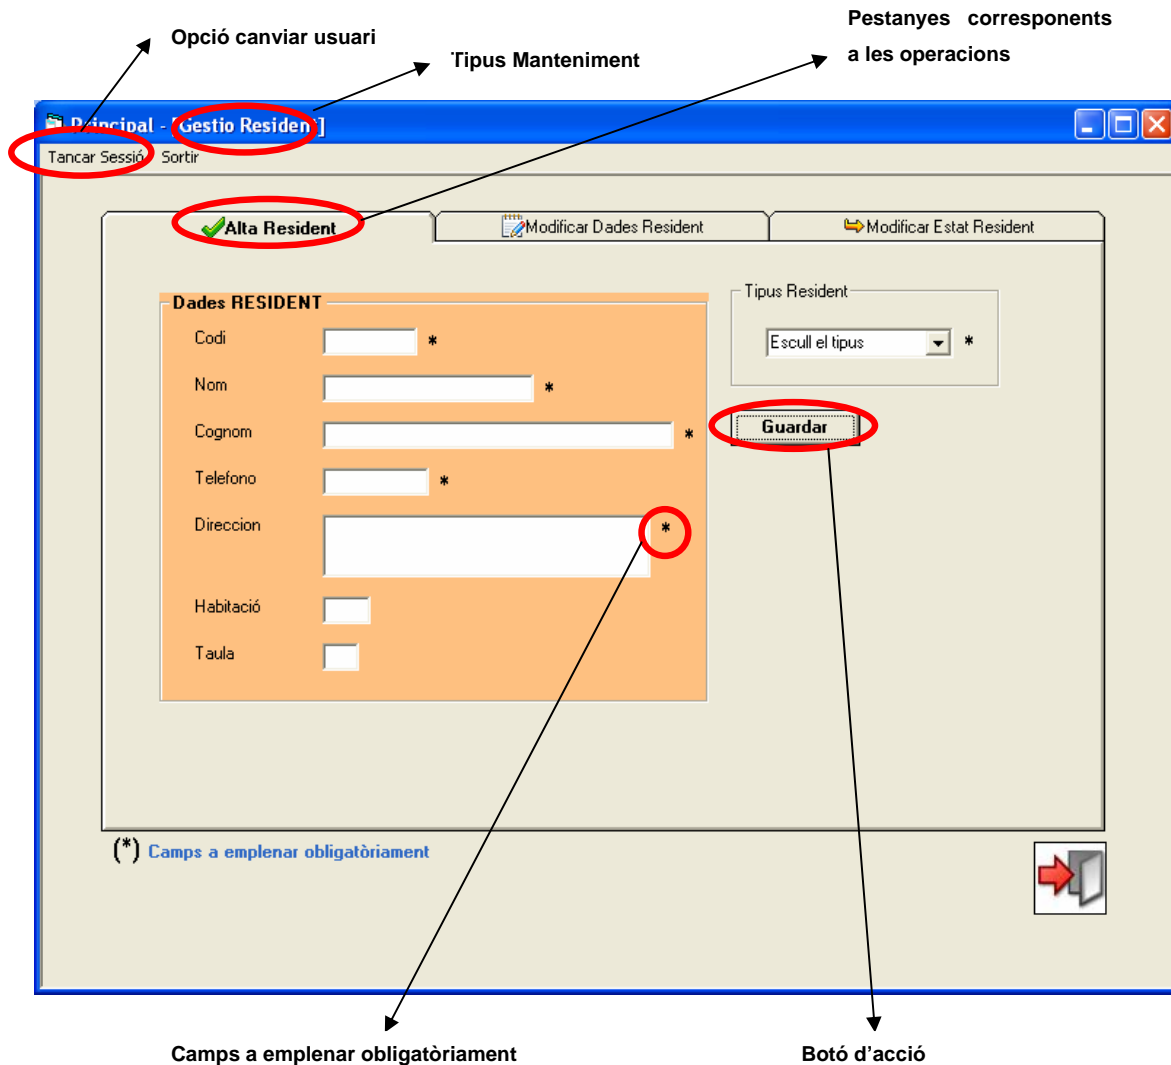 Opció canviar usuari
Tipus Manteniment
Pestanyes corresponents
a les operacions
Principal - [Gestio Resident]
Tancar Sessió Sortir
Alta Resident
Modificar Dades Resident
Modificar Estat Resident
Dades RESIDENT
Codi *
Nom *
Cognom *
Telefono *
Direccion *
Habitació
Taula
Tipus Resident
Escull el tipus *
Guardar
(*) Camps a emplenar obligatòriament
Camps a emplenar obligatòriament
Botó d'acció